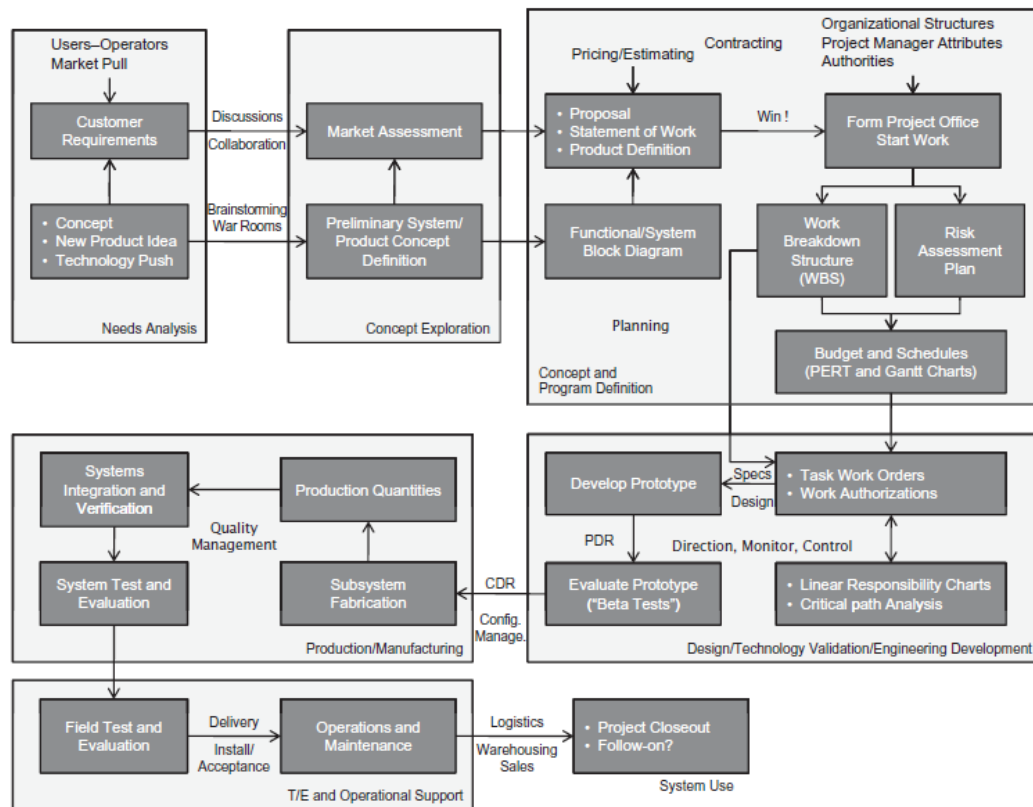 Users–Operators
Market Pull
Customer
Requirements
• Concept
• New Product Idea
• Technology Push
Needs Analysis
Discussions
Collaboration
Brainstorming
War Rooms
Market Assessment
Preliminary System/
Product Concept
Definition
Concept Exploration
Pricing/Estimating
Contracting
Organizational Structures
Project Manager Attributes
Authorities
• Proposal
• Statement of Work
• Product Definition
Win !
Form Project Office
Start Work
Functional/System
Block Diagram
Work
Breakdown
Structure
(WBS)
Risk
Assessment
Plan
Planning
Budget and Schedules
(PERT and Gantt Charts)
Concept and
Program Definition
Systems
Integration and
Verification
Production Quantities
Quality
Management
System Test and
Evaluation
Subsystem
Fabrication
Production/Manufacturing
CDR
Config.
Manage.
Develop Prototype
Specs
Design
• Task Work Orders
• Work Authorizations
PDR
Direction, Monitor, Control
Evaluate Prototype
("Beta Tests")
• Linear Responsibility Charts
• Critical path Analysis
Design/Technology Validation/Engineering Development
Field Test and
Evaluation
Delivery
Install/
Acceptance
Operations and
Maintenance
Logistics
Warehousing
Sales
• Project Closeout
• Follow-on?
System Use
T/E and Operational Support